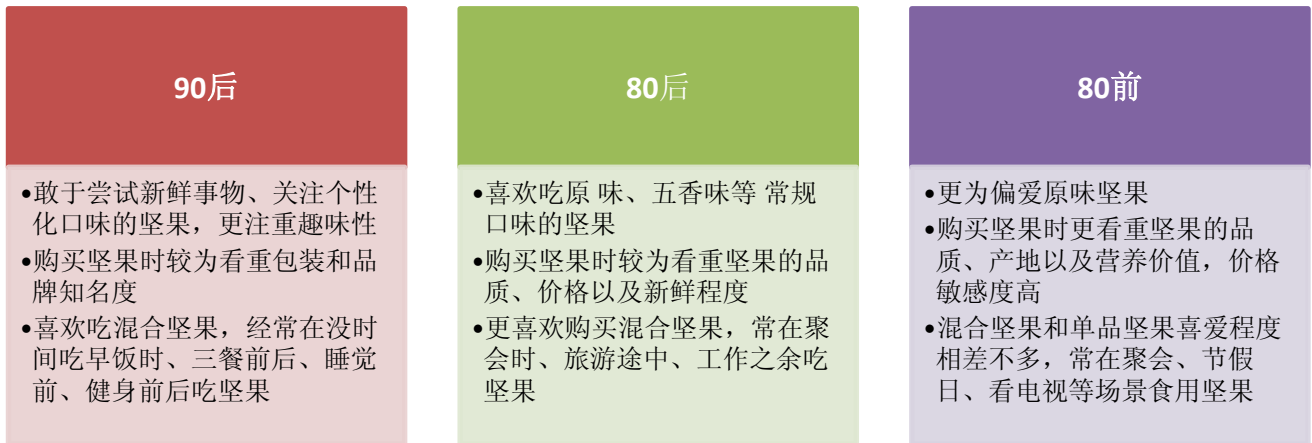 90后
•敢于尝试新鲜事物、关注个性
化口味的坚果，更注重趣味性
•购买坚果时较为看重包装和品
牌知名度
•喜欢吃混合坚果，经常在没时
间吃早饭时、三餐前后、睡觉
前、健身前后吃坚果
80后
•喜欢吃原 味、五香味等 常规
口味的坚果
•购买坚果时较为看重坚果的品
质、价格以及新鲜程度
•更喜欢购买混合坚果，常在聚
会时、旅游途中、工作之余吃
坚果
80前
•更为偏爱原味坚果
•购买坚果时更看重坚果的品
质、产地以及营养价值，价格
敏感度高
•混合坚果和单品坚果喜爱程度
相差不多，常在聚会、节假
日、看电视等场景食用坚果